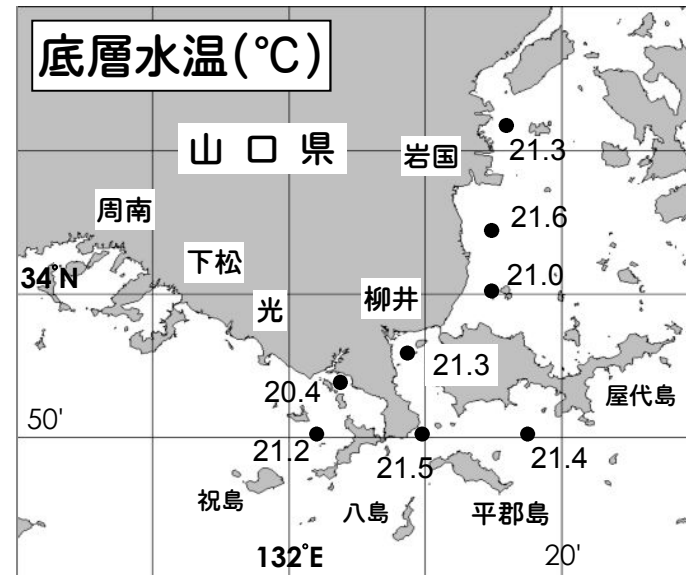 底層水温(℃)
山口県
岩国
21.3
周南
21.6
下松
34°N
21.0
光
柳井
21.3
20.4
屋代島
50'
21.2
21.5
21.4
祝島
八島
平郡島
132°E
20'